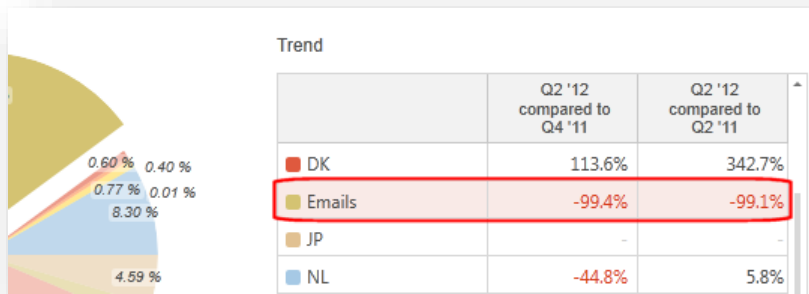 Trend
Q2 '12 compared to Q4 '11
Q2 '12 compared to Q2 '11
DK 113.6% 342.7%
Emails -99.4% -99.1%
JP - -
NL -44.8% 5.8%
0.60 % 0.40 %
0.77 % 0.01 %
8.30 %
4.59 %